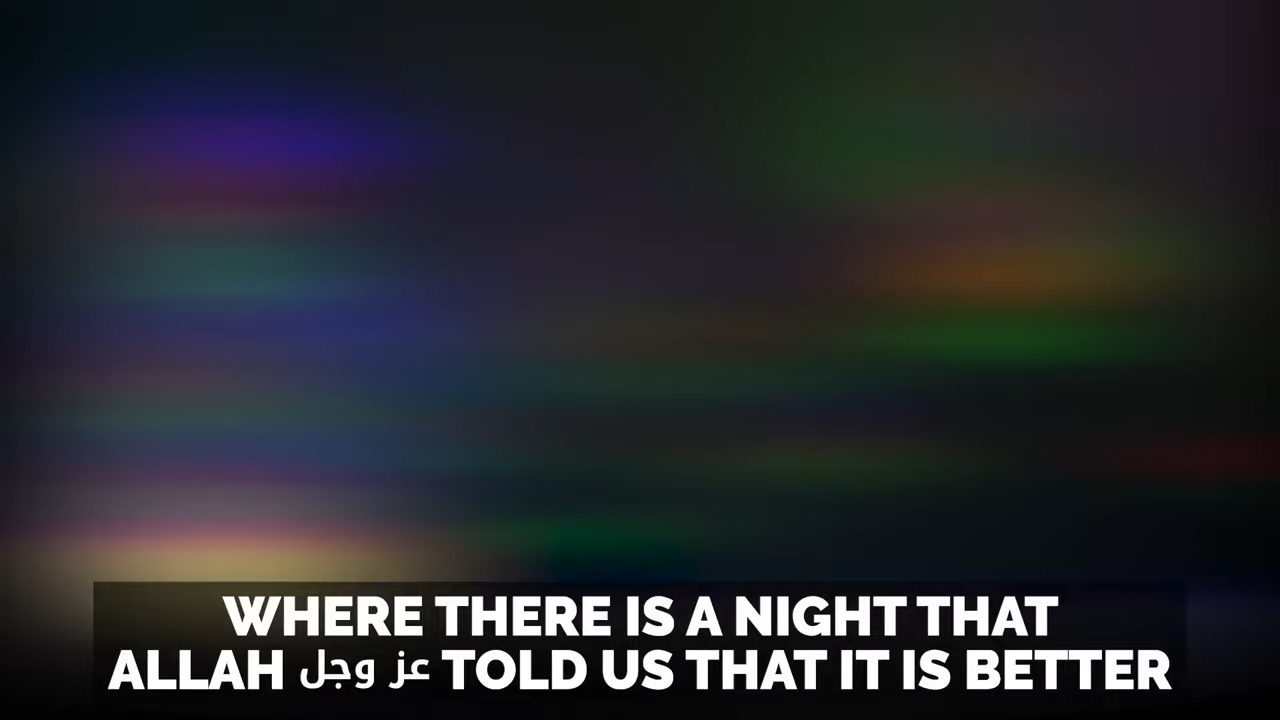 WHERE THERE IS A NIGHT THAT
ALLAH عز وجل TOLD US THAT IT IS BETTER